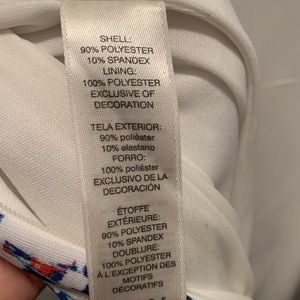 SHELL:
90% POLYESTER
10% SPANDEX
LINING:
100% POLYESTER
EXCLUSIVE OF
DECORATION
TELA EXTERIOR:
90% poliéster
10% elastano
FORRO:
100% poliéster
EXCLUSIVO DE LA
DECORACIÓN
ÉTOFFE
EXTÉRIEURE:
90% POLYESTER
10% SPANDEX
DOUBLURE:
100% POLYESTER
À L'EXCEPTION DES
MOTIFS
DÉCORATIFS